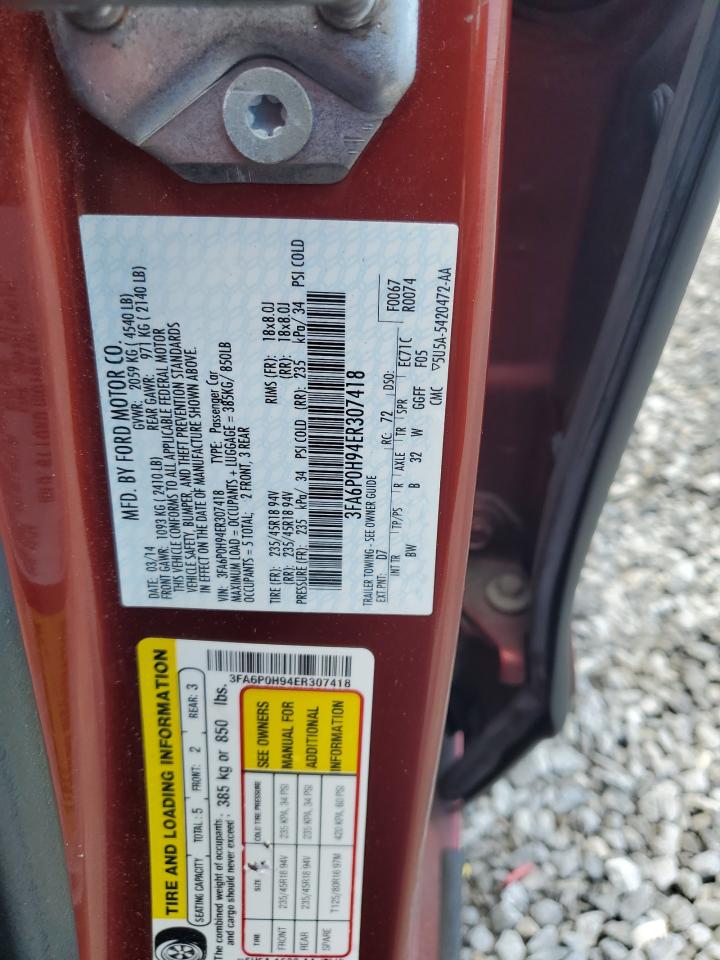 MFD. BY FORD MOTOR CO.
DATE: 03/14 GVWR: 2059 KG ( 4540 LB)
FRONT GAWR: 1093 KG ( 2410 LB) REAR GAWR: 971 KG ( 2140 LB)
THIS VEHICLE CONFORMS TO ALL APPLICABLE FEDERAL MOTOR
VEHICLE SAFETY, BUMPER, AND THEFT PREVENTION STANDARDS
IN EFFECT ON THE DATE OF MANUFACTURE SHOWN ABOVE.
VIN: 3FA6P0H94ER307418 TYPE: Passenger Car
MAXIMUM LOAD = OCCUPANTS + LUGGAGE = 385KG/ 850LB
OCCUPANTS = 5 TOTAL; 2 FRONT, 3 REAR
TIRE (FR): 235/45R18 94V RIMS (FR): 18x8.0J
(RR): 235/45R18 94V (RR): 18x8.0J
PRESSURE (FR): 235 kPa/ 34 PSI COLD (RR): 235 kPa/ 34 PSI COLD
3FA6P0H94ER307418
TRAILER TOWING - SEE OWNER GUIDE
EXT PNT: D7 RC: 72 DSO: F0067
R0074
INT TR TP/PS R AXLE TR SPR EC71C
BW B 32 W GGFF F05
CMC ▽5U5A-5420472-AA
TIRE AND LOADING INFORMATION
SEATING CAPACITY TOTAL: 5 FRONT: 2 REAR: 3
The combined weight of occupants
and cargo should never exceed: 385 kg or 850 lbs.
3FA6P0H94ER307418
TIRE SIZE COLD TIRE PRESSURE
FRONT 235/45R18 94V 235 KPA, 34 PSI
REAR 235/45R18 94V 235 KPA, 34 PSI
SPARE T125/80R16 97M 420 KPA, 60 PSI
SEE OWNERS
MANUAL FOR
ADDITIONAL
INFORMATION